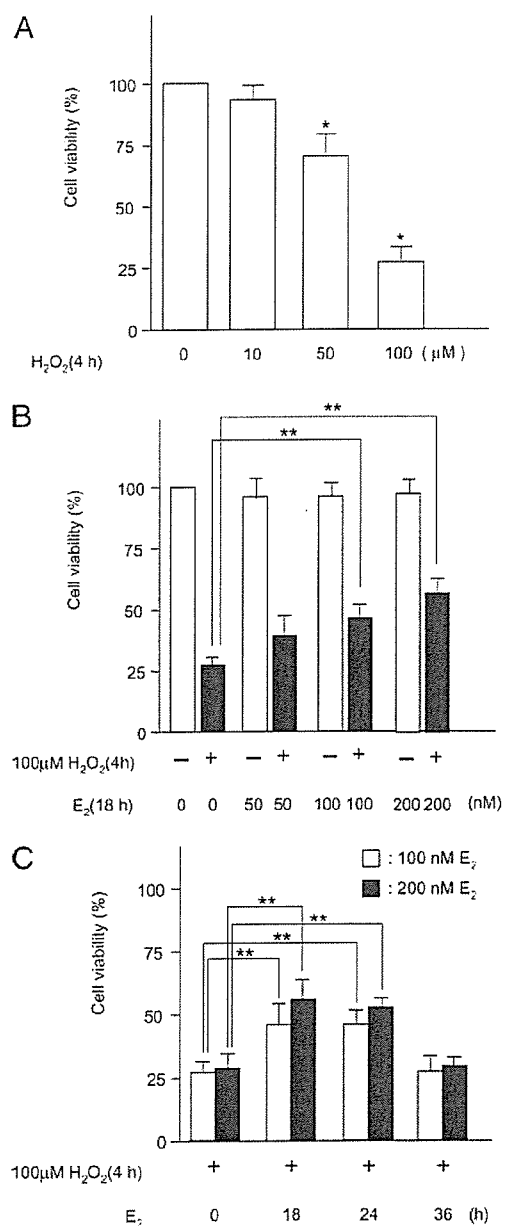 A
Cell viability (%)
100
75
50
25
0
*
*
H₂O₂(4 h) 0 10 50 100 ( μM )
B
Cell viability (%)
100
75
50
25
0
**
**
100μM H₂O₂(4h) − + − + − + − +
E₂(18 h) 0 0 50 50 100 100 200 200 (nM)
C
: 100 nM E₂
: 200 nM E₂
Cell viability (%)
100
75
50
25
0
**
**
**
**
100μM H₂O₂(4 h) + + + +
E₂ 0 18 24 36 (h)